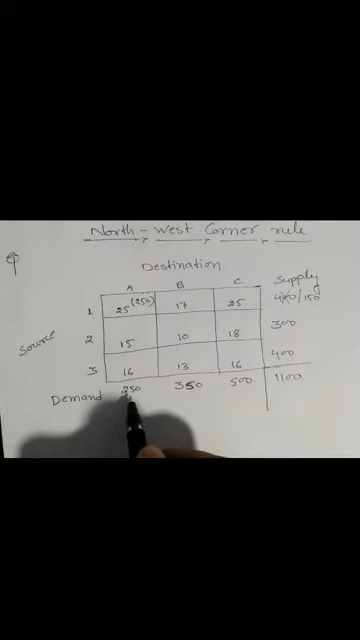 North-West Corner rule
Destination
A B C Supply
1 25 (250) 17 25 400/150
Source 2 15 10 18 300
3 16 13 16 400
Demand 250 350 500 1100